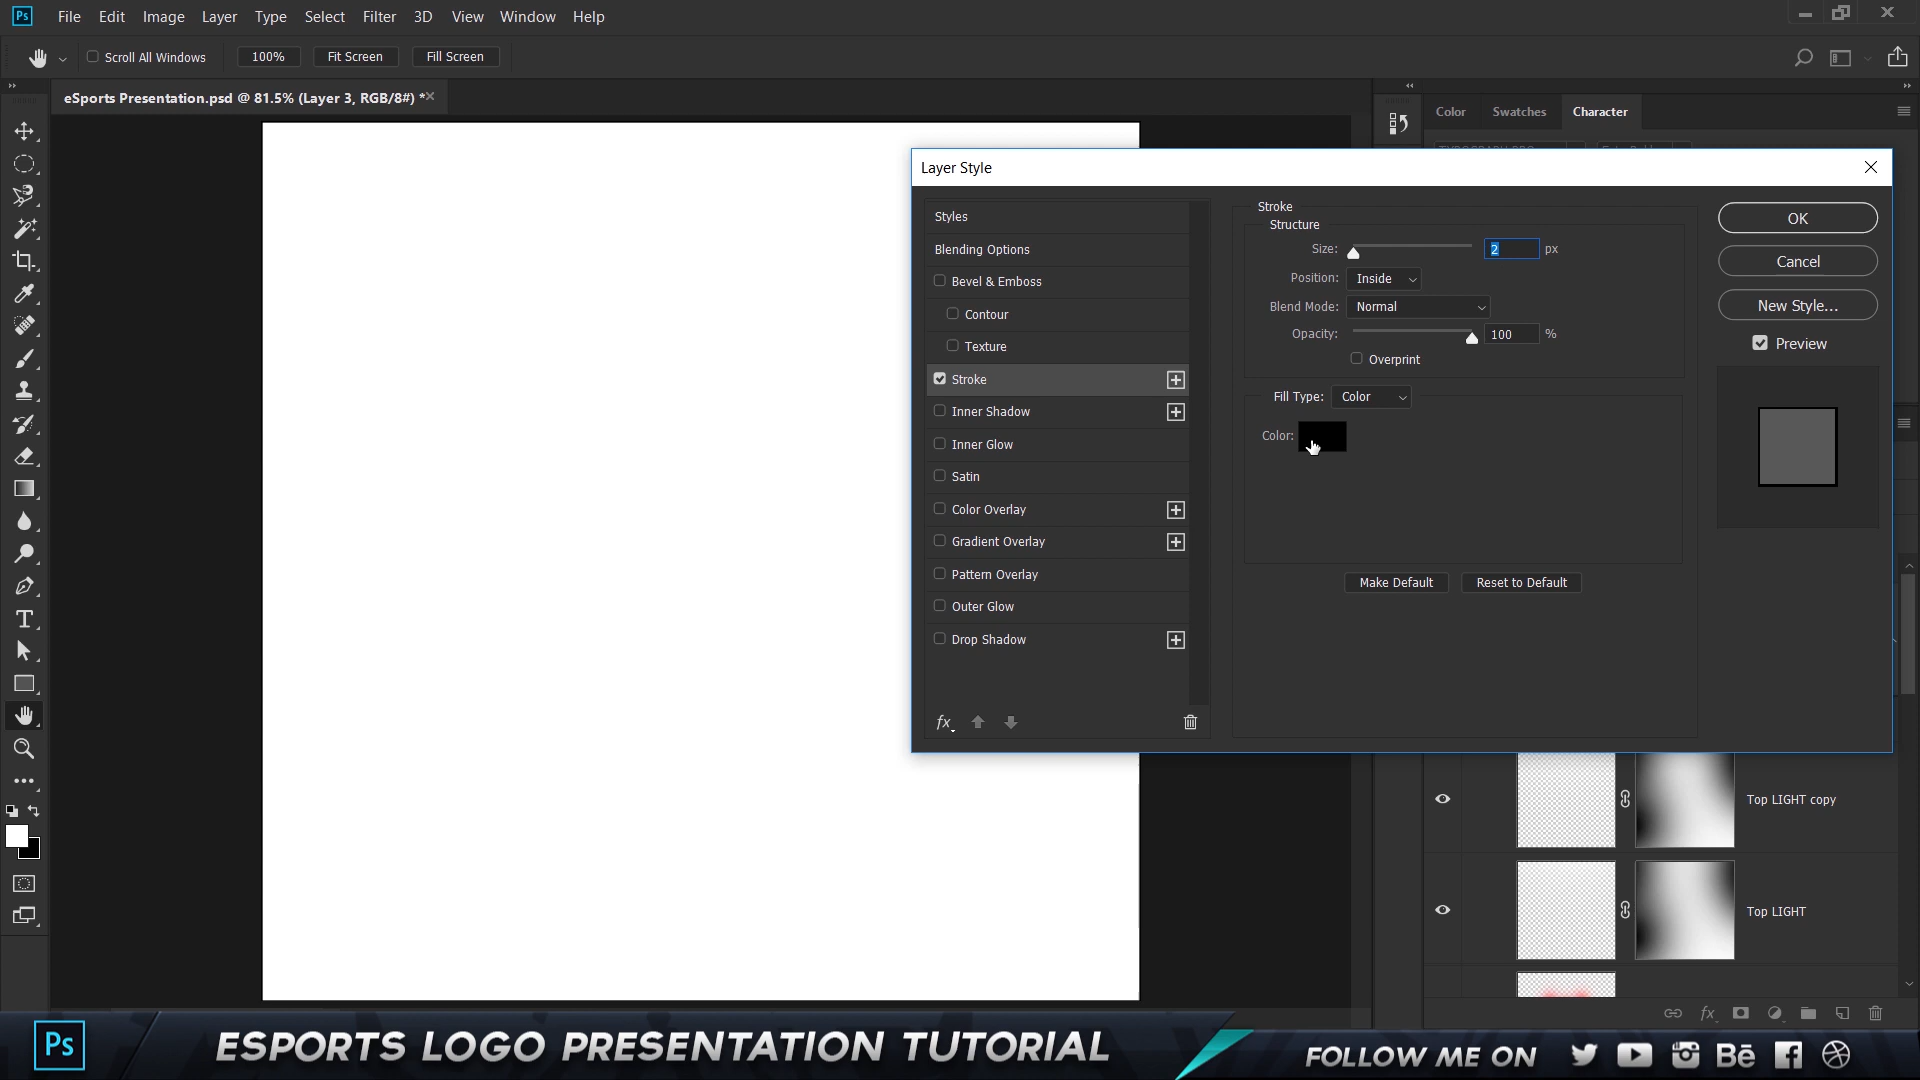 Ps File Edit Image Layer Type Select Filter 3D View Window Help
Scroll All Windows 100% Fit Screen Fill Screen
eSports Presentation.psd @ 81.5% (Layer 3, RGB/8#) *
Color Swatches Character
Layer Style
Styles
Blending Options
Bevel & Emboss
Contour
Texture
Stroke
Inner Shadow
Inner Glow
Satin
Color Overlay
Gradient Overlay
Pattern Overlay
Outer Glow
Drop Shadow
fx
Stroke
Structure
Size: 2 px
Position: Inside
Blend Mode: Normal
Opacity: 100 %
Overprint
Fill Type: Color
Color:
Make Default Reset to Default
OK
Cancel
New Style...
Preview
Top LIGHT copy
Top LIGHT
fx
Ps ESPORTS LOGO PRESENTATION TUTORIAL
FOLLOW ME ON Bē